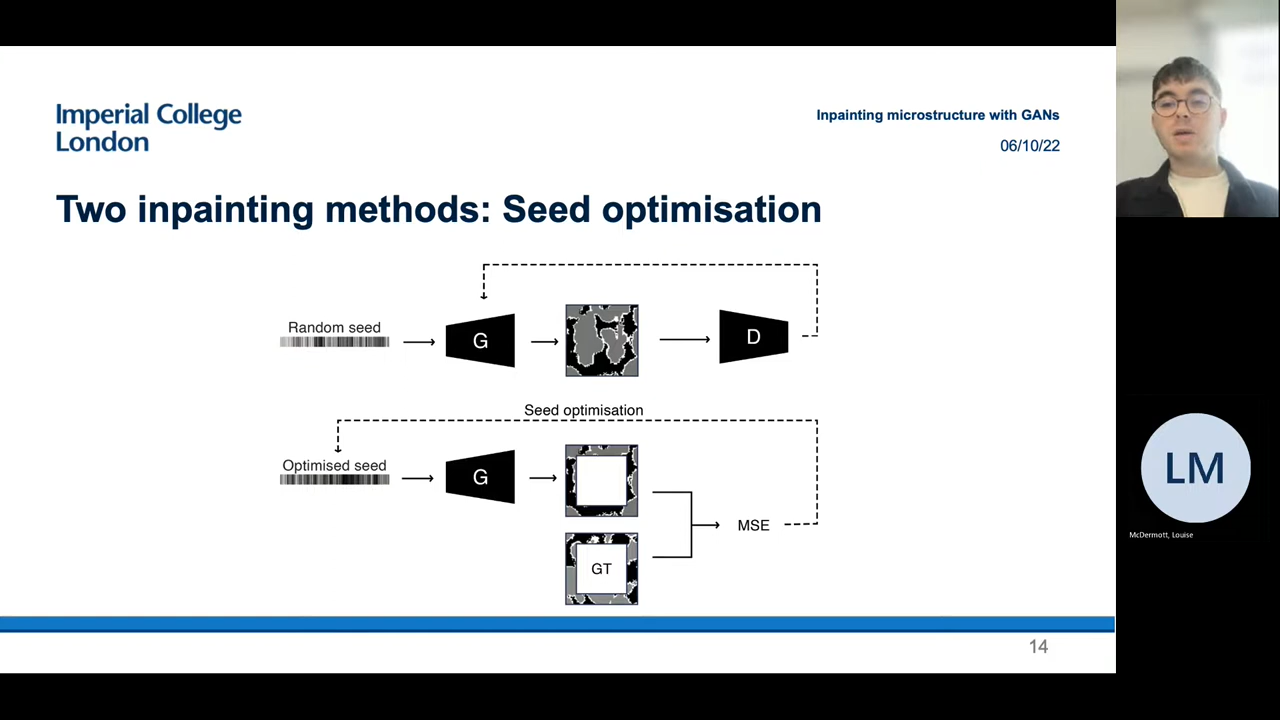 Imperial College
London
Inpainting microstructure with GANs
06/10/22
Two inpainting methods: Seed optimisation
Random seed
G
D
Seed optimisation
Optimised seed
G
GT
MSE
14
LM
McDermott, Louise